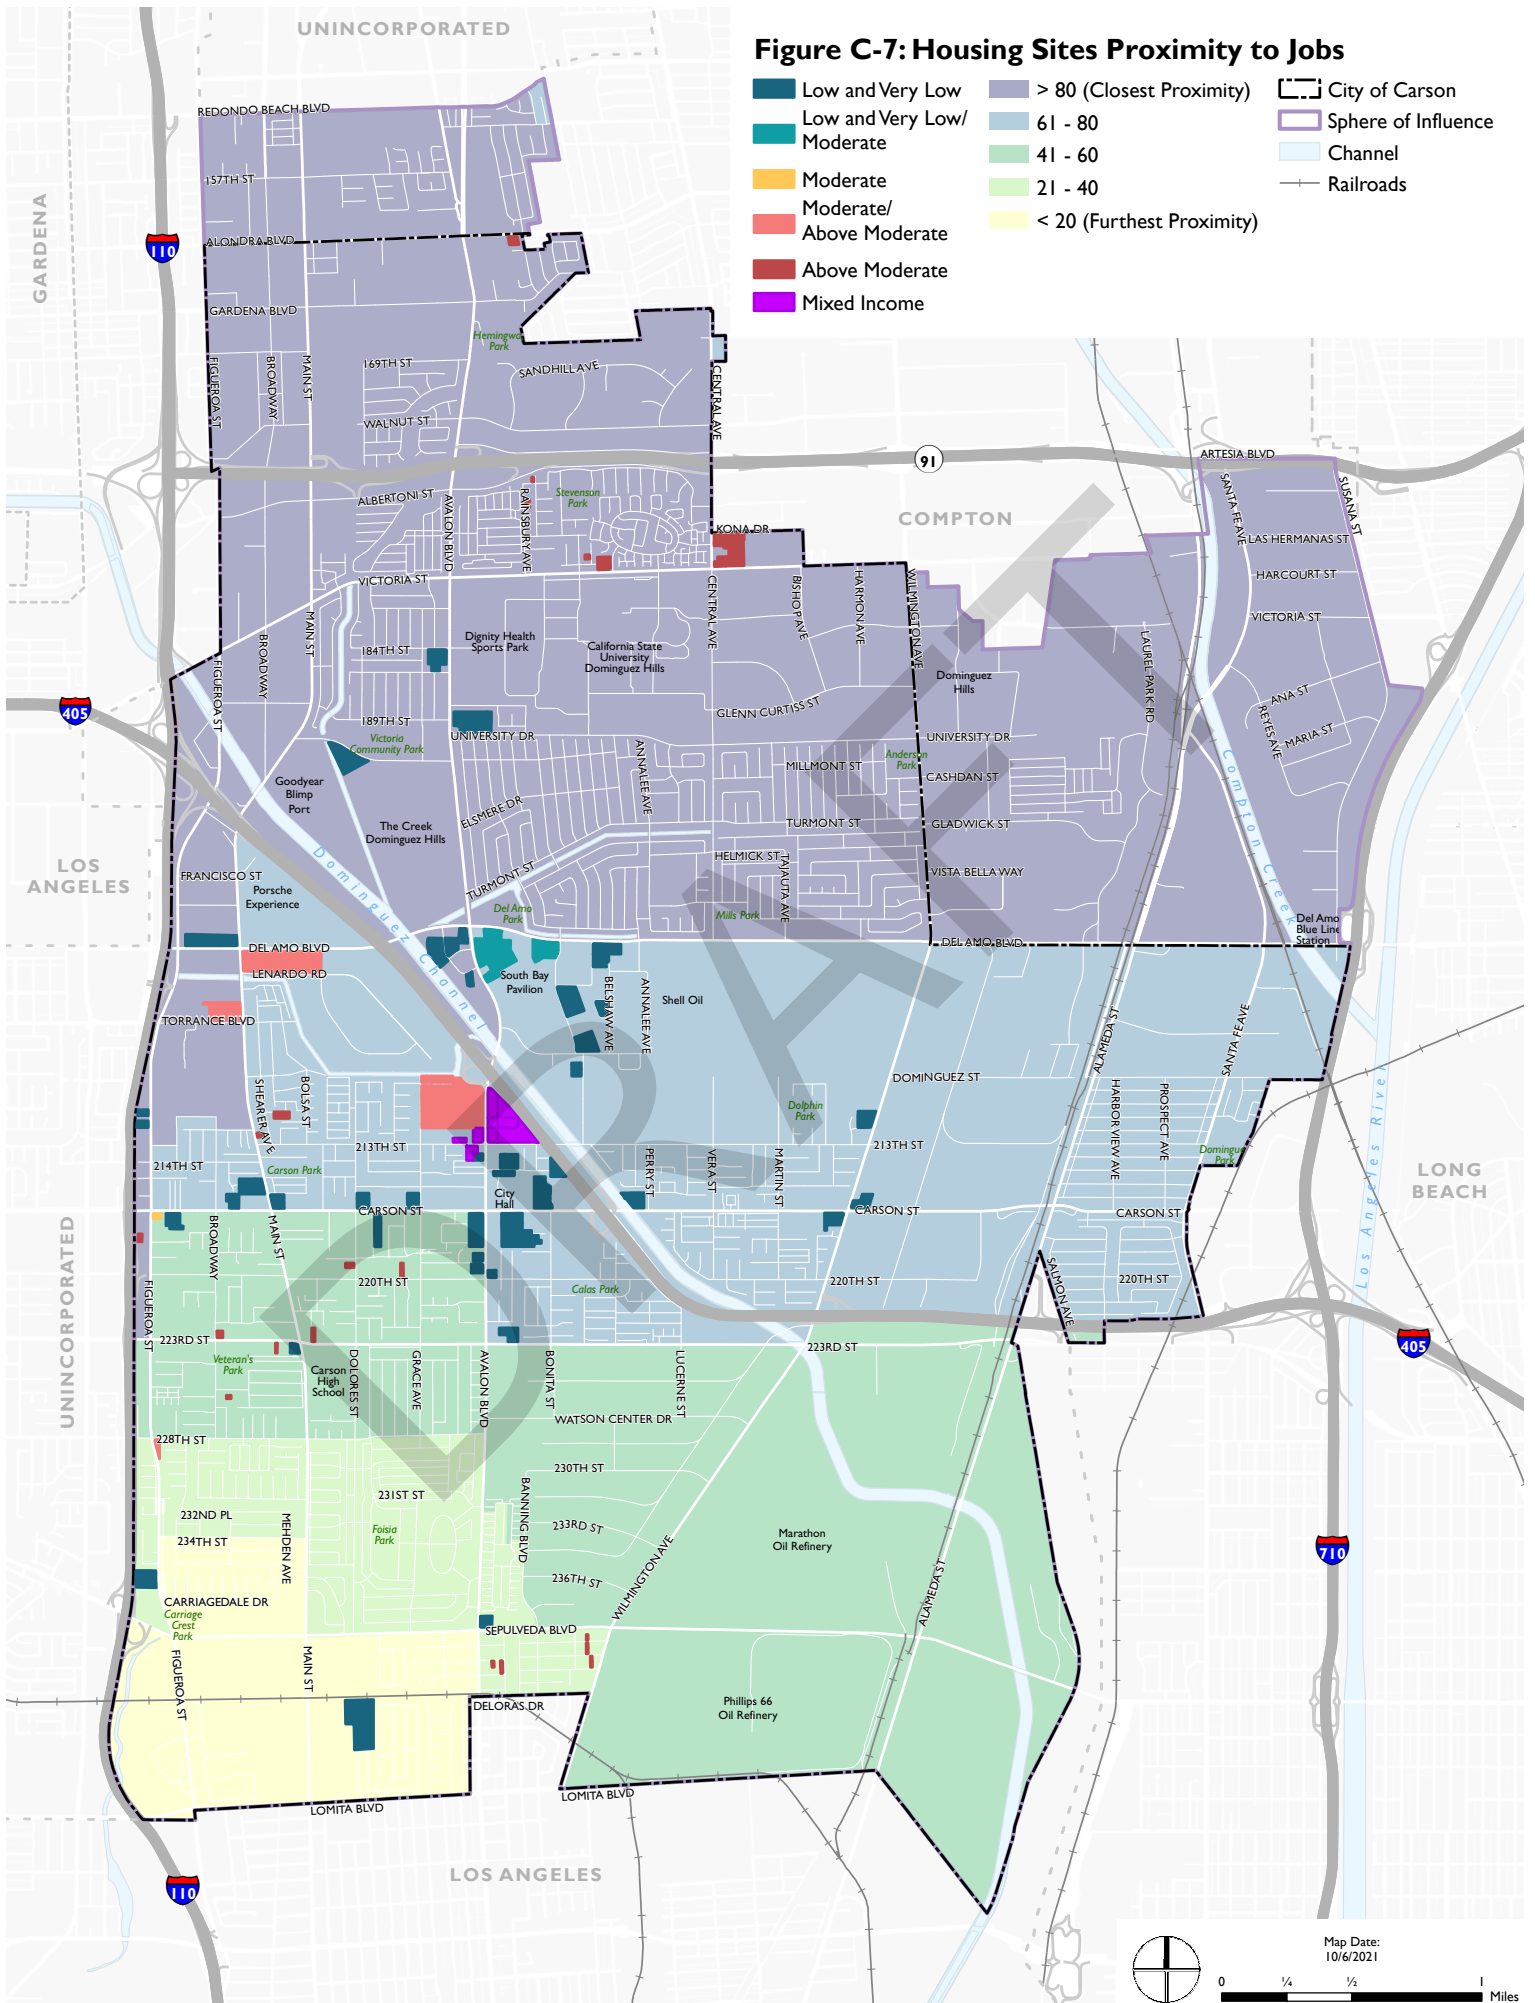 UNINCORPORATED
Figure C-7: Housing Sites Proximity to Jobs
Low and Very Low
Low and Very Low/
Moderate
Moderate
Moderate/
Above Moderate
Above Moderate
Mixed Income
> 80 (Closest Proximity)
61 - 80
41 - 60
21 - 40
< 20 (Furthest Proximity)
City of Carson
Sphere of Influence
Channel
Railroads
REDONDO BEACH BLVD
157TH ST
GARDENA
110
ALONDRA BLVD
GARDENA BLVD
Hemingwa
Park
FIGUEROA ST
BROADWAY
MAIN ST
169TH ST
SANDHILL AVE
CENTRAL AVE
WALNUT ST
91
ARTESIA BLVD
ALBERTONI ST
AVALON BLVD
RAINSBURY AVE
Stevenson
Park
KONA DR
COMPTON
SANTA FE AVE
SUSANA ST
LAS HERMANAS ST
HARCOURT ST
VICTORIA ST
VICTORIA ST
MAIN ST
BROADWAY
FIGUEROA ST
184TH ST
Dignity Health
Sports Park
California State
University
Dominguez Hills
CENTRAL AVE
BISHOP AVE
HARMON AVE
WILMINGTON AVE
Dominguez
Hills
LAUREL PARK RD
ANA ST
REYES AVE
MARIA ST
405
189TH ST
Victoria
Community Park
UNIVERSITY DR
GLENN CURTISS ST
UNIVERSITY DR
Goodyear
Blimp
Port
ANNALEE AVE
MILLMONT ST
Anderson
Park
CASHDAN ST
Compton Creek
The Creek
Dominguez Hills
ELSMERE DR
TURMONT ST
GLADWICK ST
LOS
ANGELES
FRANCISCO ST
Porsche
Experience
Dominguez Channel
TURMONT ST
HELMICK ST
TAJAUTA AVE
VISTA BELLA WAY
Del Amo
Park
Mills Park
Del Amo
Blue Line
Station
DEL AMO BLVD
DEL AMO BLVD
LENARDO RD
South Bay
Pavilion
BELSHAW AVE
ANNALEE AVE
Shell Oil
TORRANCE BLVD
ALAMEDA ST
SANTA FE AVE
SHEARER AVE
BOLSA ST
DOMINGUEZ ST
Dolphin
Park
HARBOR VIEW AVE
PROSPECT AVE
Los Angeles River
213TH ST
213TH ST
214TH ST
Carson Park
PERRY ST
VERA ST
MARTIN ST
Domingue
Park
LONG
BEACH
City
Hall
CARSON ST
CARSON ST
CARSON ST
UNINCORPORATED
BROADWAY
MAIN ST
220TH ST
Calas Park
220TH ST
SALMON AVE
220TH ST
FIGUEROA ST
223RD ST
223RD ST
405
Veteran's
Park
Carson
High
School
DOLORES ST
GRACE AVE
AVALON BLVD
BONITA ST
LUCERNE ST
WATSON CENTER DR
228TH ST
230TH ST
231ST ST
BANNING BLVD
232ND PL
MEHDEN AVE
Foisia
Park
233RD ST
234TH ST
Marathon
Oil Refinery
710
236TH ST
WILMINGTON AVE
ALAMEDA ST
CARRIAGEDALE DR
Carriage
Crest
Park
SEPULVEDA BLVD
FIGUEROA ST
MAIN ST
DELORAS DR
Phillips 66
Oil Refinery
LOMITA BLVD
LOMITA BLVD
LOS ANGELES
110
DRAFT
Map Date:
10/6/2021
0 1/4 1/2 1
Miles